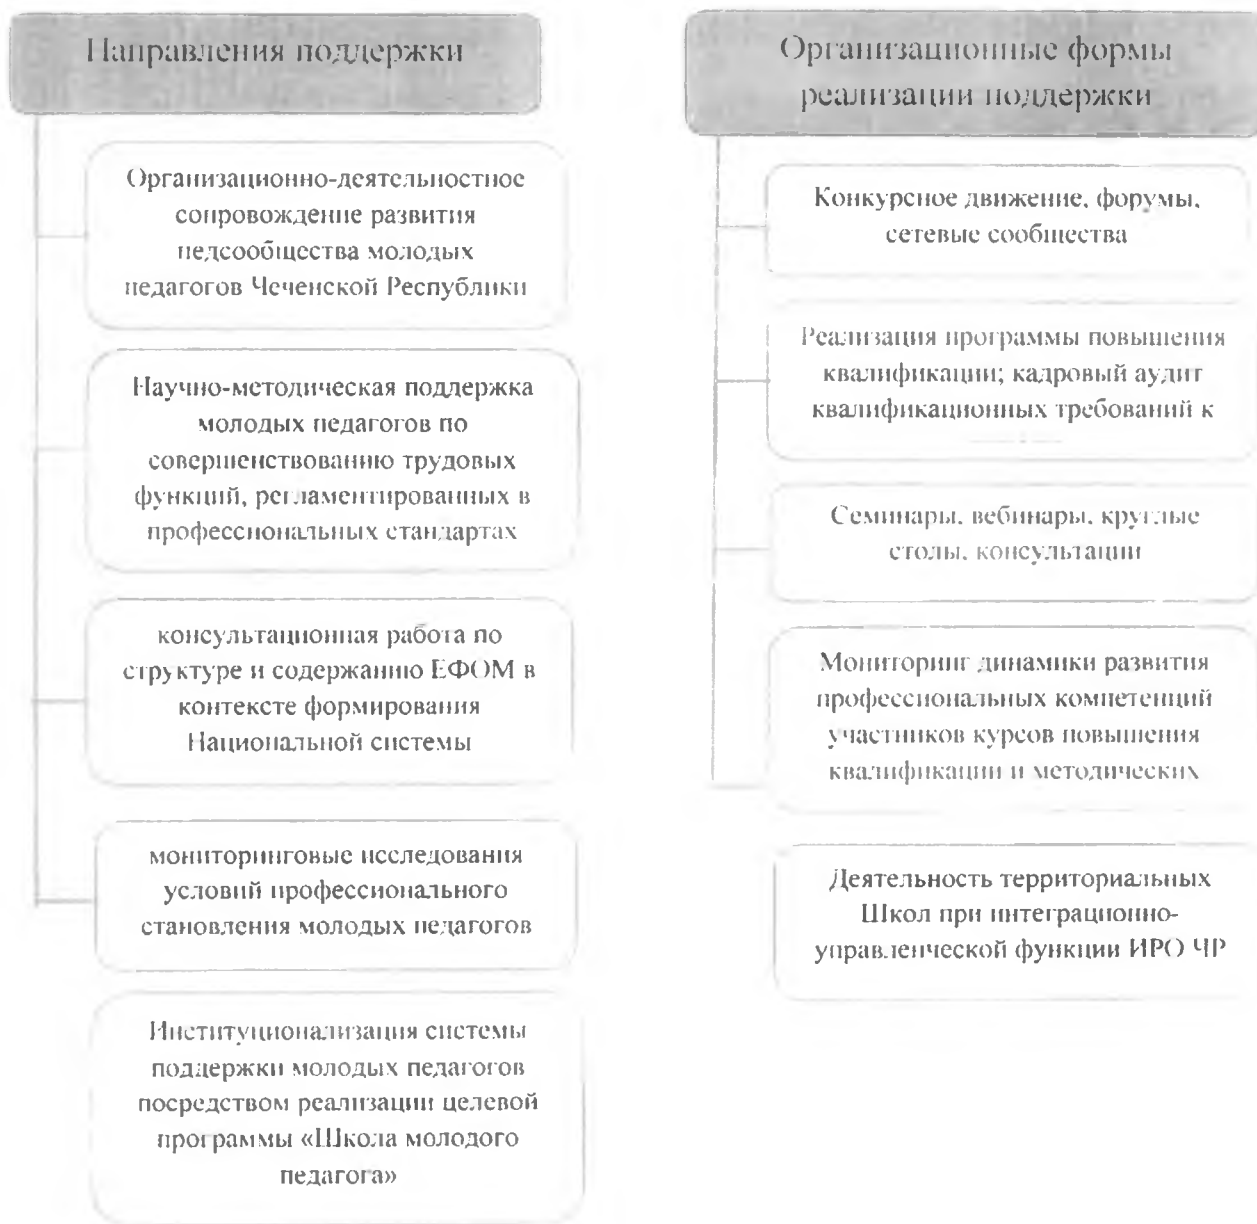 Направления поддержки
Организационно-деятельностное
сопровождение развития
педсообщества молодых
педагогов Чеченской Республики
Научно-методическая поддержка
молодых педагогов по
совершенствованию трудовых
функций, регламентированных в
профессиональных стандартах
консультационная работа по
структуре и содержанию ЕФОМ в
контексте формирования
Национальной системы
мониторинговые исследования
условий профессионального
становления молодых педагогов
Институционализация системы
поддержки молодых педагогов
посредством реализации целевой
программы «Школа молодого
педагога»
Организационные формы
реализации поддержки
Конкурсное движение, форумы,
сетевые сообщества
Реализация программы повышения
квалификации; кадровый аудит
квалификационных требований к
Семинары, вебинары, круглые
столы, консультации
Мониторинг динамики развития
профессиональных компетенций
участников курсов повышения
квалификации и методических
Деятельность территориальных
Школ при интеграционно-
управленческой функции ИРО ЧР